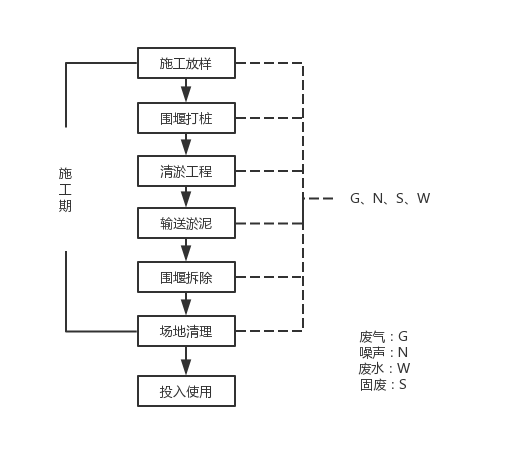 施工放样
围堰打桩
清淤工程
施工期
G、N、S、W
输送淤泥
围堰拆除
场地清理
废气：G
噪声：N
废水：W
固废：S
投入使用